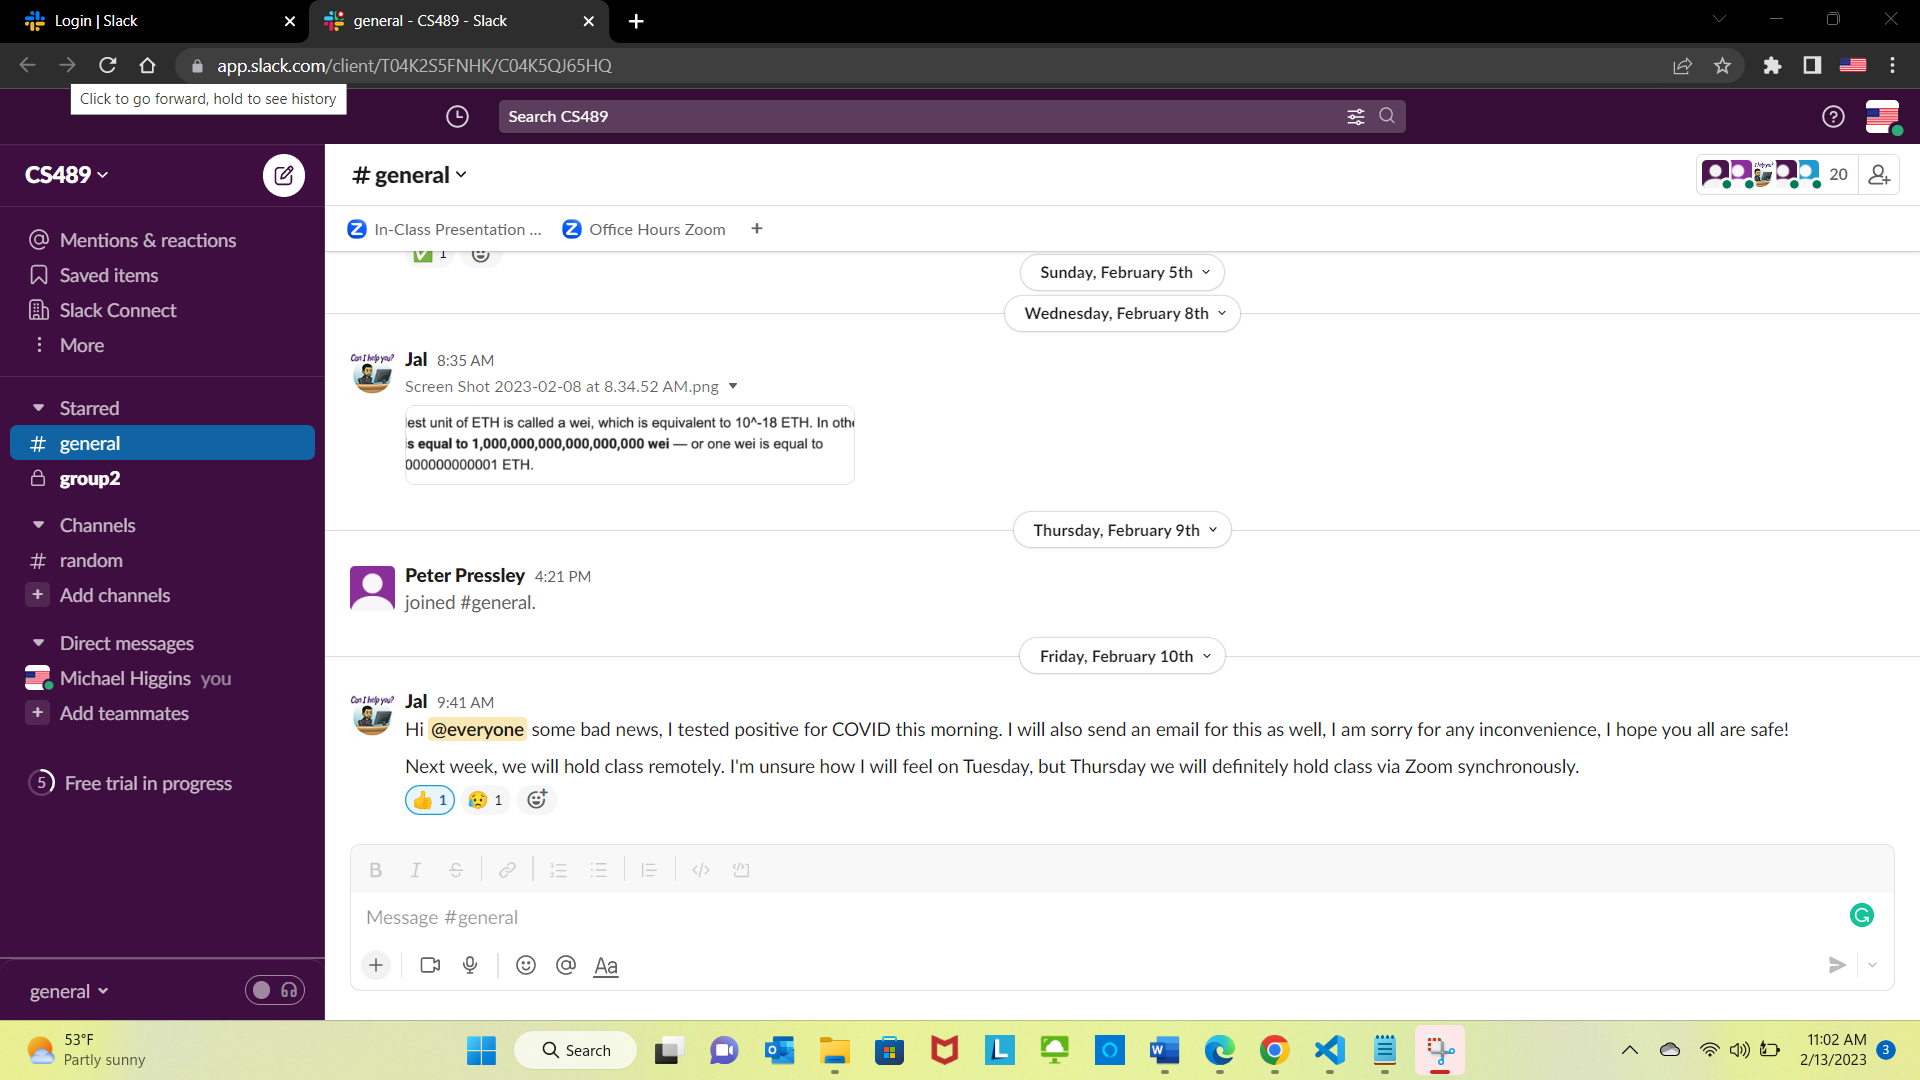 Login | Slack
general - CS489 - Slack
app.slack.com/client/T04K2S5FNHK/C04K5QJ65HQ
Click to go forward, hold to see history
Search CS489
CS489
# general
20
In-Class Presentation ...
Office Hours Zoom
Mentions & reactions
Saved items
Slack Connect
More
Starred
# general
group2
Channels
# random
Add channels
Direct messages
Michael Higgins you
Add teammates
5 Free trial in progress
general
1
Sunday, February 5th
Wednesday, February 8th
Can I help you?
Jal 8:35 AM
Screen Shot 2023-02-08 at 8.34.52 AM.png
lest unit of ETH is called a wei, which is equivalent to 10^-18 ETH. In othe
s equal to 1,000,000,000,000,000,000 wei — or one wei is equal to
000000000001 ETH.
Thursday, February 9th
Peter Pressley 4:21 PM
joined #general.
Friday, February 10th
Can I help you?
Jal 9:41 AM
Hi @everyone some bad news, I tested positive for COVID this morning. I will also send an email for this as well, I am sorry for any inconvenience, I hope you all are safe!
Next week, we will hold class remotely. I'm unsure how I will feel on Tuesday, but Thursday we will definitely hold class via Zoom synchronously.
1 1
Message #general
Aa
53°F
Partly sunny
Search
11:02 AM
2/13/2023
3